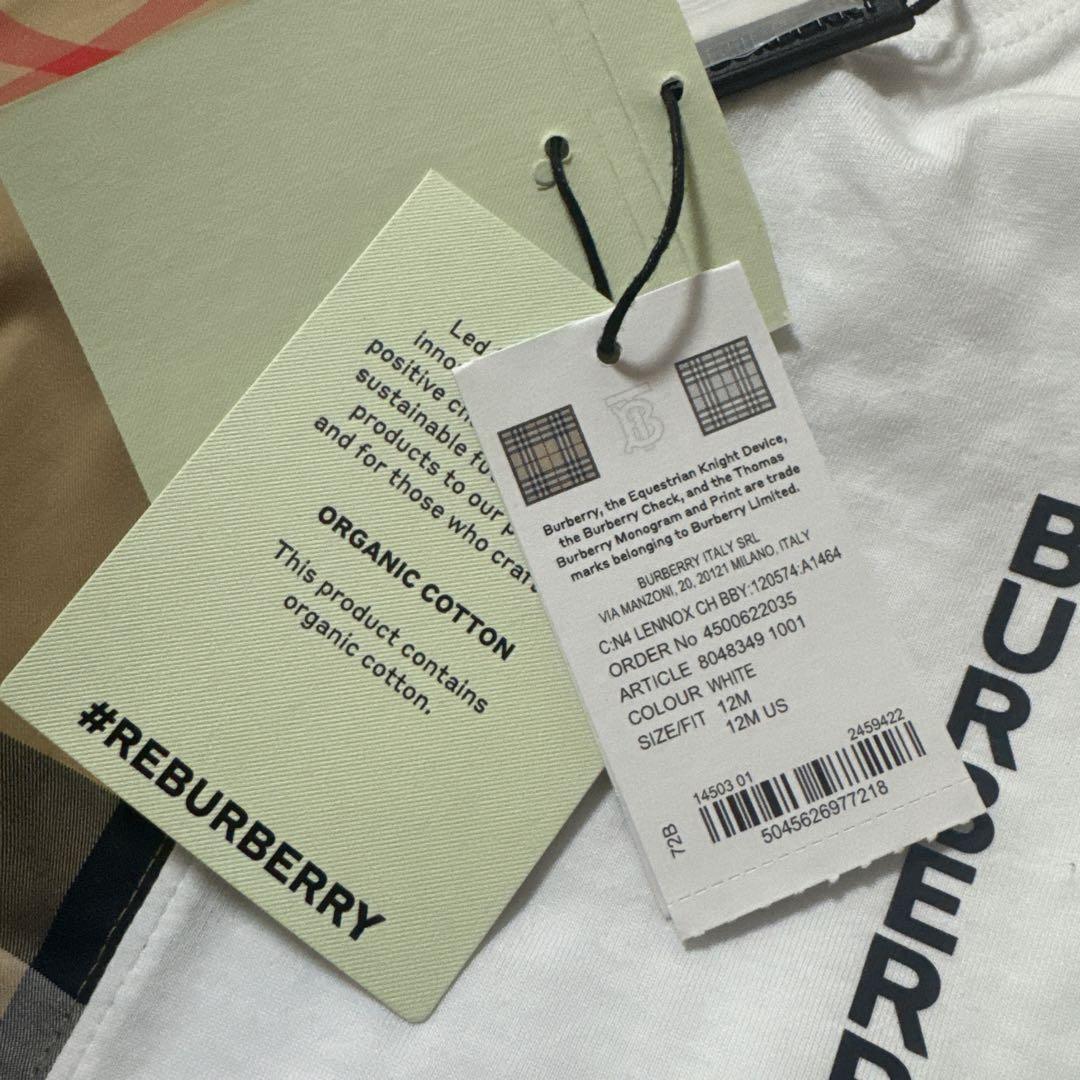 Led
inno
positive
sustainable
products to our
and for those who
ORGANIC COTTON
This product contains
organic cotton.
#REBURBERRY
Burberry, the Equestrian Knight Device,
the Burberry Check, and the Thomas
Burberry Monogram and Print are trade
marks belonging to Burberry Limited.
BURBERRY ITALY SRL
VIA MANZONI, 20, 20121 MILANO, ITALY
C:N4 LENNOX CH BBY:120574:A1464
ORDER No 4500622035
ARTICLE 8048349 1001
COLOUR WHITE
SIZE/FIT 12M
12M US
14503 01 2459422
5045626977218
72B
BURBERR